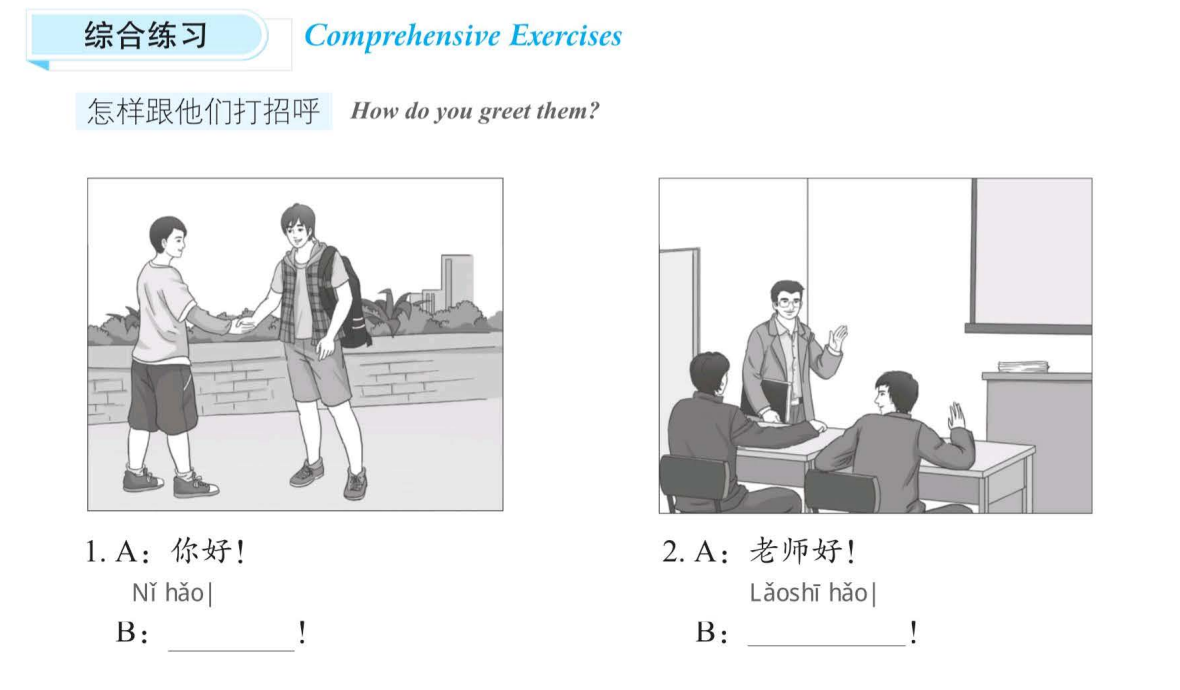 综合练习 Comprehensive Exercises
怎样跟他们打招呼 How do you greet them?
1. A：你好！
Nǐ hǎo|
B：________！
2. A：老师好！
Lǎoshī hǎo|
B：__________！